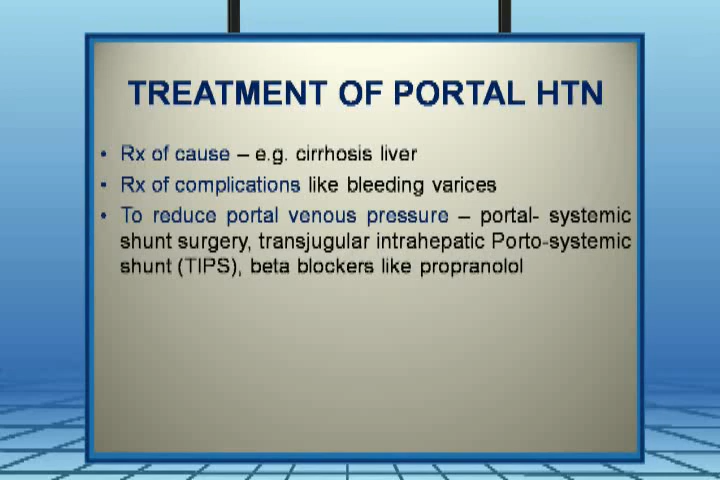 TREATMENT OF PORTAL HTN
• Rx of cause – e.g. cirrhosis liver
• Rx of complications like bleeding varices
• To reduce portal venous pressure – portal- systemic
shunt surgery, transjugular intrahepatic Porto-systemic
shunt (TIPS), beta blockers like propranolol